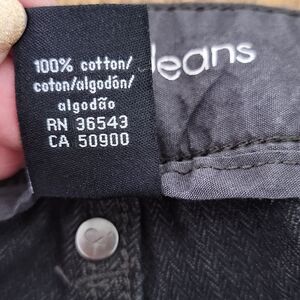 100% cotton/
coton/algodón/
algodão
RN 36543
CA 50900
Jeans